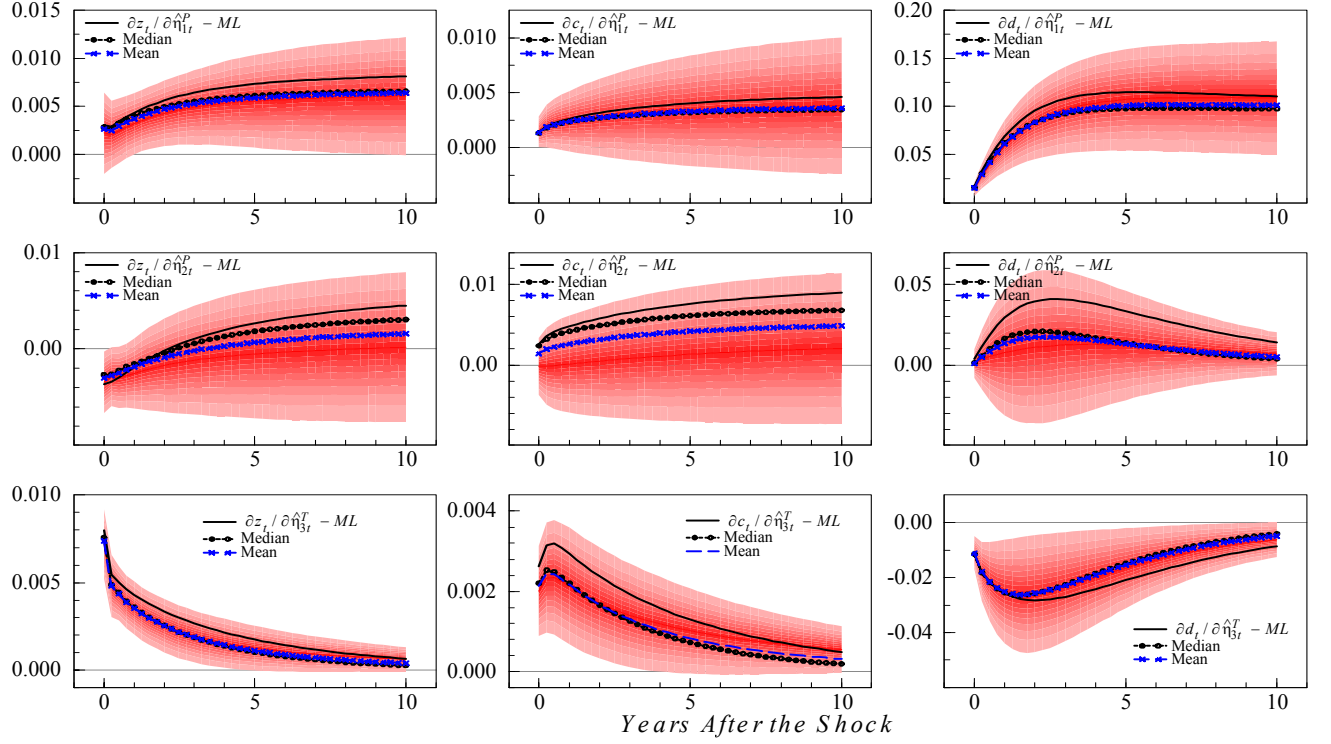 0.015
∂z_t / ∂η̂^P_1t – ML
Median
Mean
0.010
0.005
0.000
0 5 10
0.010
∂c_t / ∂η̂^P_1t – ML
Median
Mean
0.005
0.000
0 5 10
0.20
∂d_t / ∂η̂^P_1t – ML
Median
Mean
0.15
0.10
0.05
0 5 10
0.01
∂z_t / ∂η̂^P_2t – ML
Median
Mean
0.00
0 5 10
∂c_t / ∂η̂^P_2t – ML
Median
Mean
0.01
0.00
0 5 10
∂d_t / ∂η̂^P_2t – ML
Median
Mean
0.05
0.00
0 5 10
0.010
∂z_t / ∂η̂^T_3t – ML
Median
Mean
0.005
0.000
0 5 10
0.004
∂c_t / ∂η̂^T_3t – ML
Median
Mean
0.002
0.000
0 5 10
0.00
-0.02
-0.04
∂d_t / ∂η̂^T_3t – ML
Median
Mean
0 5 10
Years After the Shock